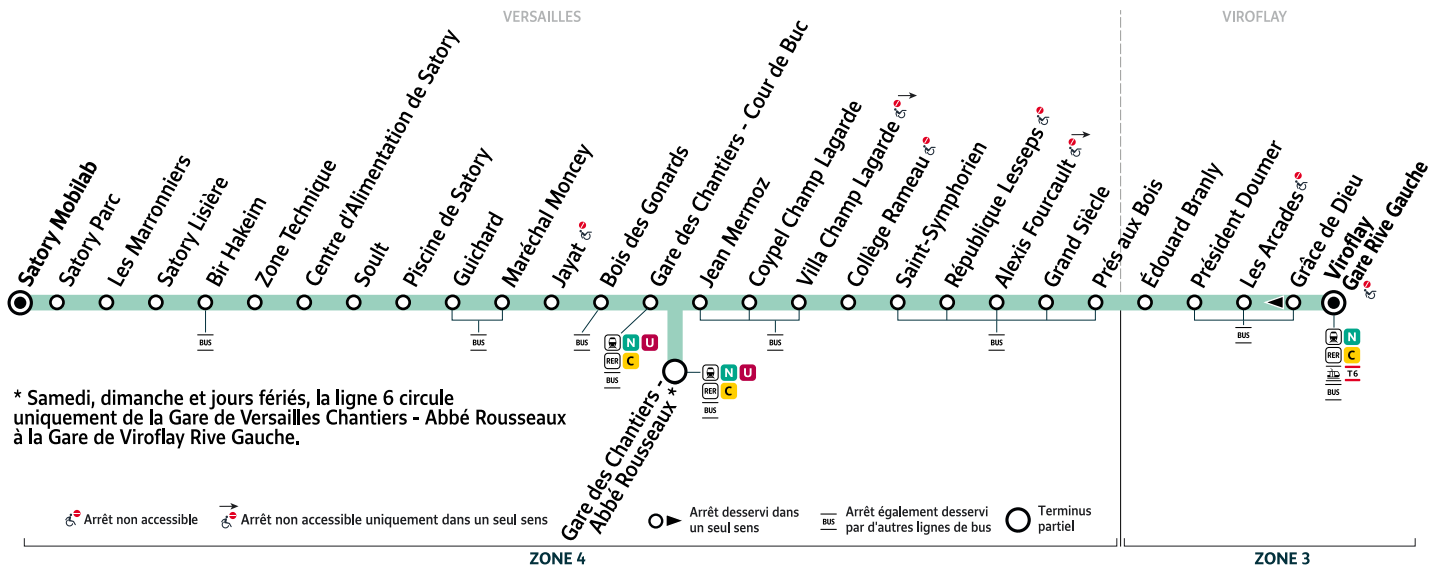 VERSAILLES
VIROFLAY
Satory Mobilab
Satory Parc
Les Marronniers
Satory Lisière
Bir Hakeim
Zone Technique
Centre d'Alimentation de Satory
Soult
Piscine de Satory
Guichard
Maréchal Moncey
Jayat
Bois des Gonards
Gare des Chantiers - Cour de Buc
Jean Mermoz
Coypel Champ Lagarde
Villa Champ Lagarde
Collège Rameau
Saint-Symphorien
République Lesseps
Alexis Fourcault
Grand Siècle
Prés aux Bois
Édouard Branly
Président Doumer
Les Arcades
Grâce de Dieu
Viroflay
Gare Rive Gauche
BUS
BUS
BUS
N U
RER C
BUS
BUS
BUS
BUS
N
RER C
T6
BUS
N U
RER C
BUS
Gare des Chantiers -
Abbé Rousseaux *
* Samedi, dimanche et jours fériés, la ligne 6 circule
uniquement de la Gare de Versailles Chantiers - Abbé Rousseaux
à la Gare de Viroflay Rive Gauche.
Arrêt non accessible
Arrêt non accessible uniquement dans un seul sens
Arrêt desservi dans
un seul sens
BUS
Arrêt également desservi
par d'autres lignes de bus
Terminus
partiel
ZONE 4
ZONE 3